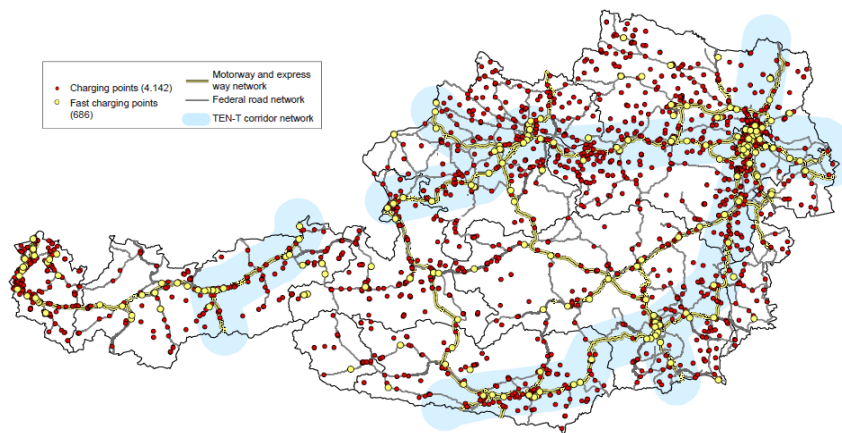 Charging points (4.142)
Fast charging points
(686)
Motorway and express
way network
Federal road network
TEN-T corridor network